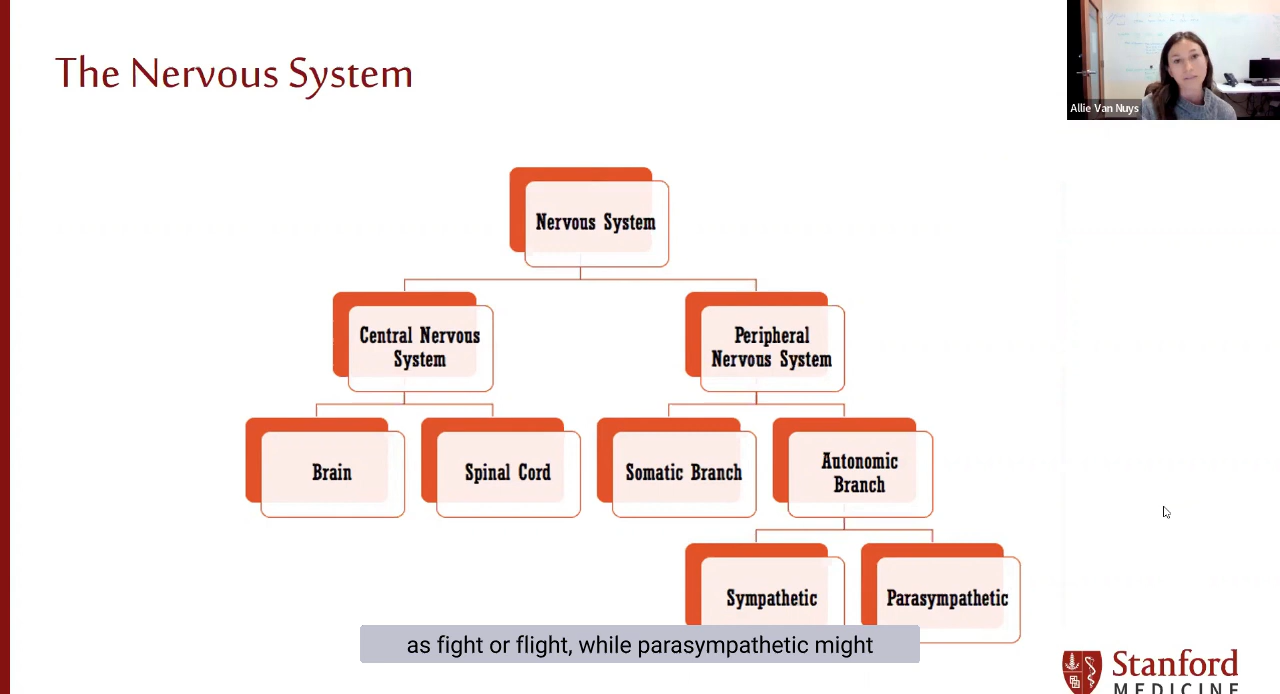 The Nervous System
Allie Van Nuys
Nervous System
Central Nervous
System
Peripheral
Nervous System
Brain
Spinal Cord
Somatic Branch
Autonomic
Branch
Sympathetic
Parasympathetic
as fight or flight, while parasympathetic might
Stanford
MEDICINE